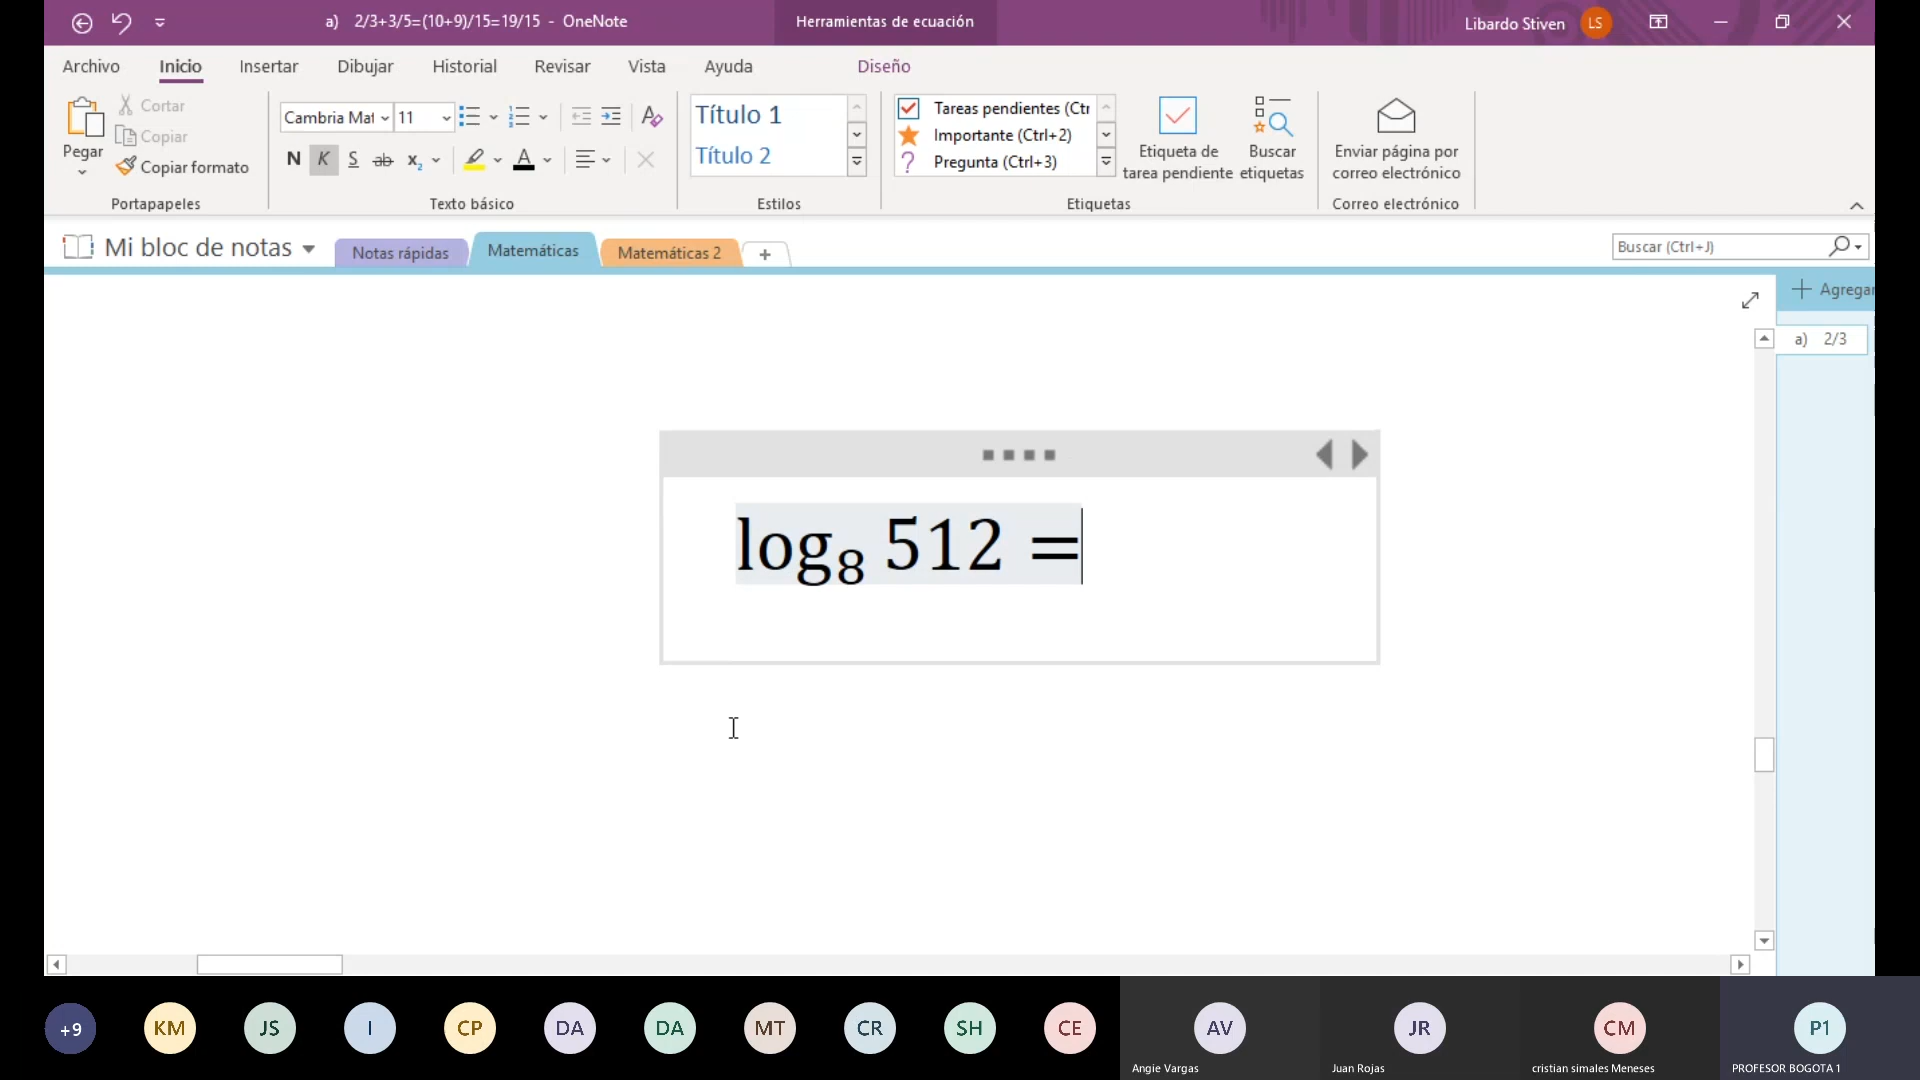 a) 2/3+3/5=(10+9)/15=19/15 - OneNote
Herramientas de ecuación
Libardo Stiven
LS
Archivo
Inicio
Insertar
Dibujar
Historial
Revisar
Vista
Ayuda
Diseño
Pegar
Cortar
Copiar
Copiar formato
Portapapeles
Cambria Mat
11
N K S ab x₂ A
Texto básico
Título 1
Título 2
Estilos
Tareas pendientes (Ctr
Importante (Ctrl+2)
Pregunta (Ctrl+3)
Etiqueta de
tarea pendiente
Buscar
etiquetas
Etiquetas
Enviar página por
correo electrónico
Correo electrónico
Mi bloc de notas
Notas rápidas
Matemáticas
Matemáticas 2
Buscar (Ctrl+J)
Agregar
a) 2/3
log₈ 512 =
+9
KM
JS
I
CP
DA
DA
MT
CR
SH
CE
AV
Angie Vargas
JR
Juan Rojas
CM
cristian simales Meneses
P1
PROFESOR BOGOTA 1